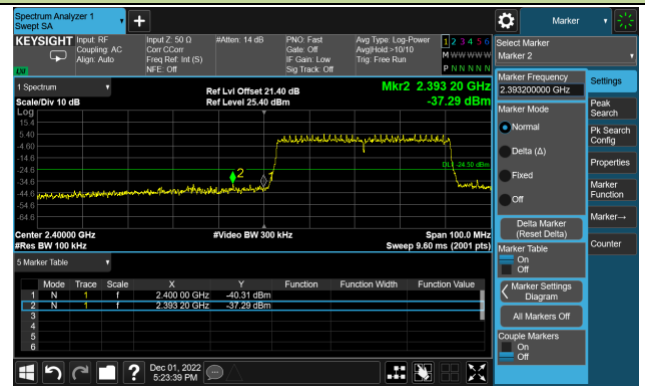 Spectrum Analyzer 1
Swept SA
Marker
KEYSIGHT
Input: RF
Coupling: AC
Align: Auto
Input Z: 50 Ω
Corr CCorr
Freq Ref: Int (S)
NFE: Off
#Atten: 14 dB
PNO: Fast
Gate: Off
IF Gain: Low
Sig Track: Off
Avg Type: Log-Power
Avg|Hold:>10/10
Trig: Free Run
1 2 3 4 5 6
M W W W W W
P N N N N N
LXI
Select Marker
Marker 2
1 Spectrum
Scale/Div 10 dB
Log
Ref Lvl Offset 21.40 dB
Ref Level 25.40 dBm
Mkr2 2.393 20 GHz
-37.29 dBm
15.4
5.40
-4.60
-14.6
-24.6
-34.6
-44.6
-54.6
-64.6
2
DL1 -24.50 dBm
Center 2.40000 GHz
#Res BW 100 kHz
#Video BW 300 kHz
Span 100.0 MHz
Sweep 9.60 ms (2001 pts)
5 Marker Table
Mode Trace Scale X Y Function Function Width Function Value
1 N 1 f 2.400 00 GHz -40.31 dBm
2 N 1 f 2.393 20 GHz -37.29 dBm
3
4
5
6
Dec 01, 2022
5:23:39 PM
Marker Frequency
2.393200000 GHz
Marker Mode
Normal
Delta (Δ)
Fixed
Off
Delta Marker
(Reset Delta)
Marker Table
On
Off
Marker Settings
Diagram
All Markers Off
Couple Markers
On
Off
Settings
Peak
Search
Pk Search
Config
Properties
Marker
Function
Marker→
Counter